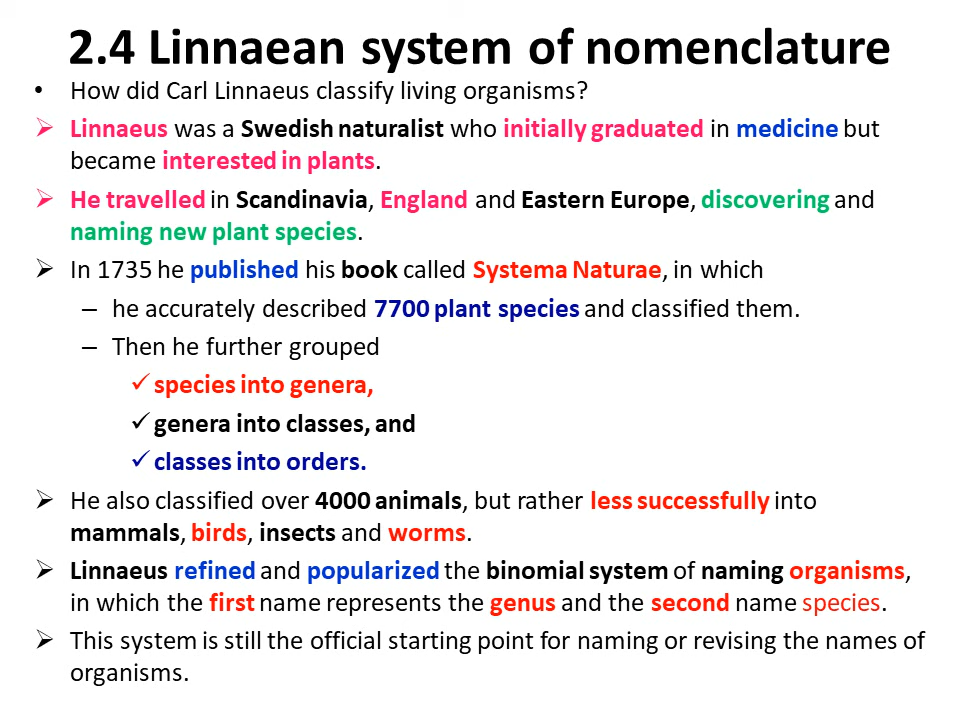 2.4 Linnaean system of nomenclature
• How did Carl Linnaeus classify living organisms?
➢ Linnaeus was a Swedish naturalist who initially graduated in medicine but
became interested in plants.
➢ He travelled in Scandinavia, England and Eastern Europe, discovering and
naming new plant species.
➢ In 1735 he published his book called Systema Naturae, in which
– he accurately described 7700 plant species and classified them.
– Then he further grouped
✓ species into genera,
✓ genera into classes, and
✓ classes into orders.
➢ He also classified over 4000 animals, but rather less successfully into
mammals, birds, insects and worms.
➢ Linnaeus refined and popularized the binomial system of naming organisms,
in which the first name represents the genus and the second name species.
➢ This system is still the official starting point for naming or revising the names of
organisms.